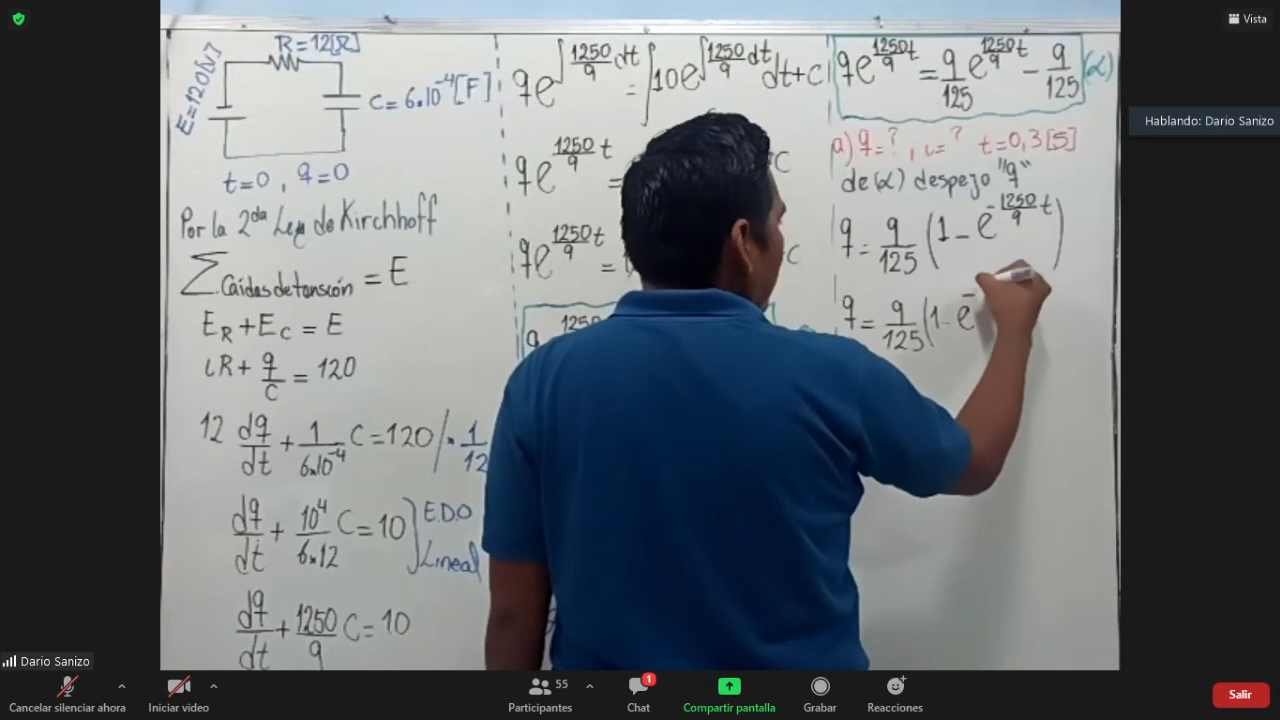 Vista
Hablando: Dario Sanizo
R=12[Ω]
E=120[V]
C=6*10^-4[F]
t=0, q=0
Por la 2da Ley de Kirchhoff
∑ Caidas de tansción = E
E_R+E_C=E
iR+q/C=120
12 dq/dt+1/(6*10^-4) C=120 /*1/12
dq/dt+10^4/(6*12) C=10 } E.D.O Lineal
dq/dt+1250/9 C=10
qe^∫1250/9 dt=∫10e^∫1250/9 dt dt+C
qe^1250/9 t=
C
qe^1250/9 t=
C
qe^1250/9 t=9/125 e^1250/9 t-9/125 (α)
a) q=?, i=? t=0,3[S]
de (α) despejo "q"
q=9/125(1-e^-1250/9 t)
q=9/125(1-e^-
Dario Sanizo
Cancelar silenciar ahora
Iniciar video
55
Participantes
1
Chat
Compartir pantalla
Grabar
Reacciones
Salir